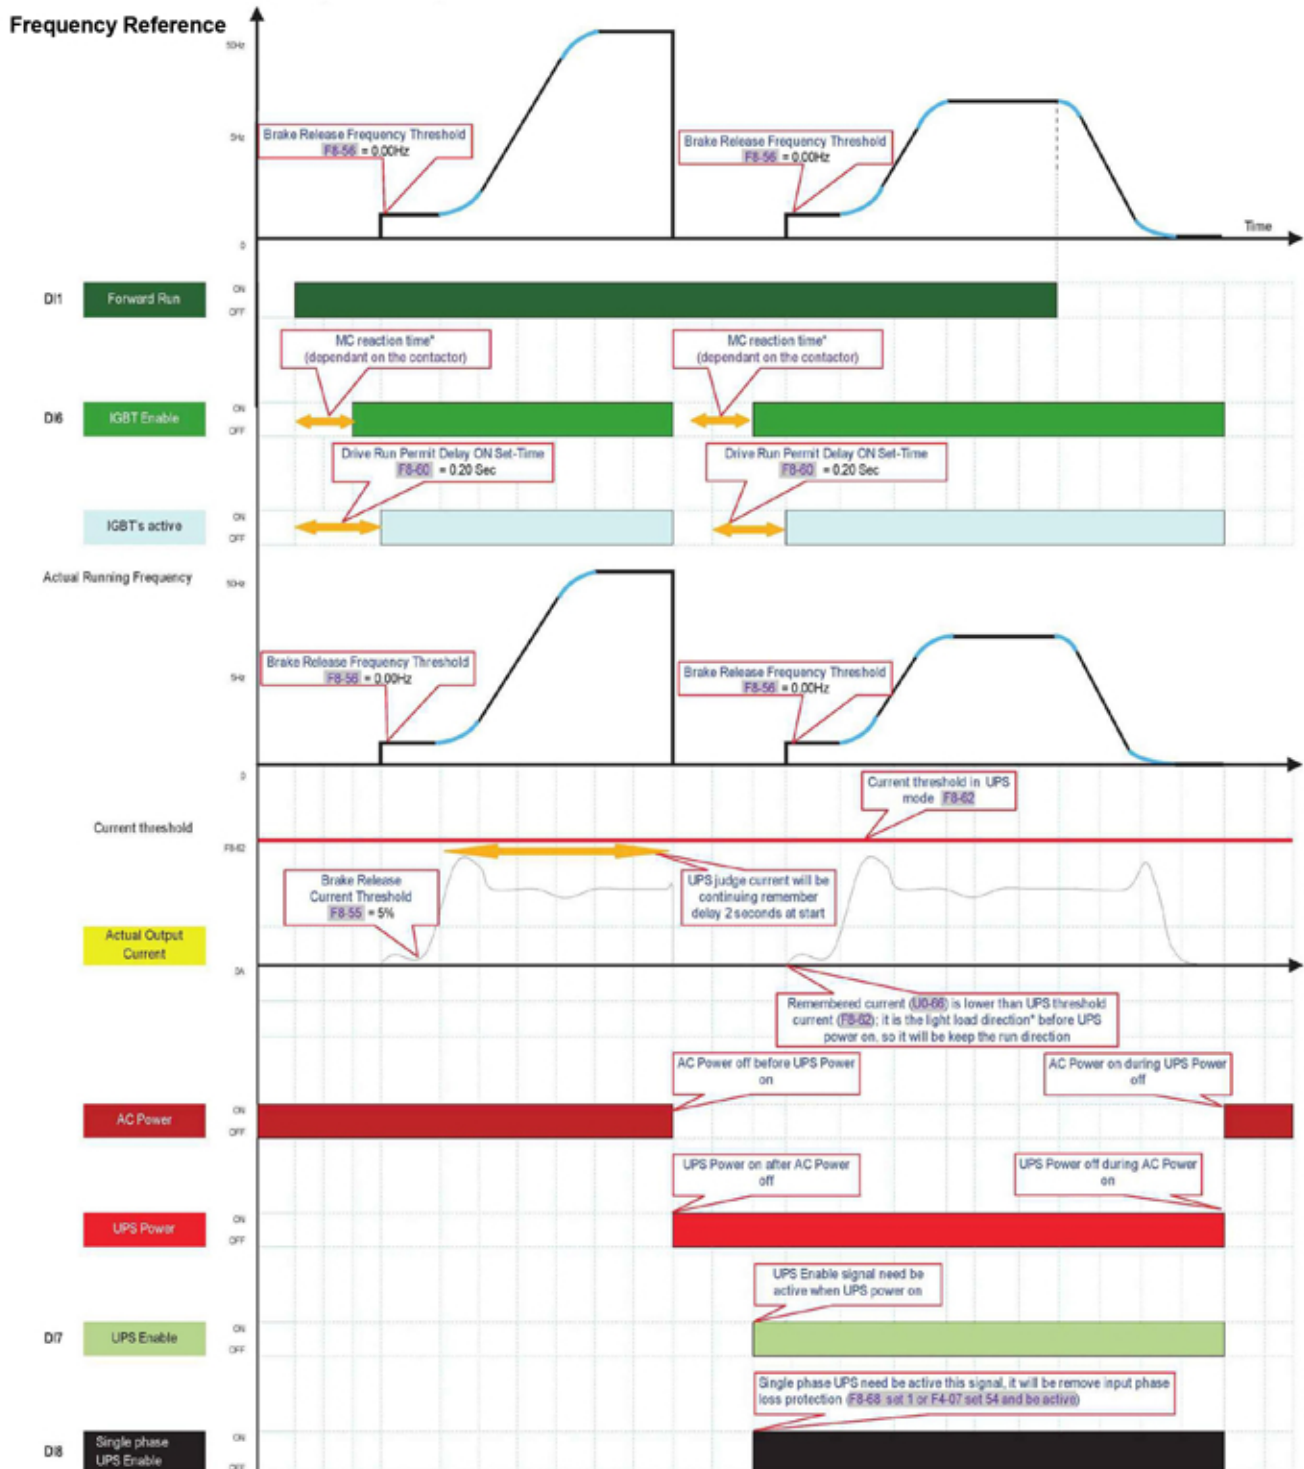 Frequency Reference
50Hz
Brake Release Frequency Threshold
F8-56 = 0.00Hz
5Hz
Brake Release Frequency Threshold
F8-56 = 0.00Hz
Time
0
DI1
Forward Run
ON
OFF
MC reaction time*
(dependant on the contactor)
MC reaction time*
(dependant on the contactor)
DI6
IGBT Enable
ON
OFF
Drive Run Permit Delay ON Set-Time
F8-60 = 0.20 Sec
Drive Run Permit Delay ON Set-Time
F8-60 = 0.20 Sec
IGBT's active
ON
OFF
Actual Running Frequency
50Hz
Brake Release Frequency Threshold
F8-56 = 0.00Hz
5Hz
Brake Release Frequency Threshold
F8-56 = 0.00Hz
0
Current threshold in UPS
mode F8-62
Current threshold
F8-62
Brake Release
Current Threshold
F8-55 = 5%
UPS judge current will be
continuing remember
delay 2 seconds at start
Actual Output
Current
0A
Remembered current (U0-66) is lower than UPS threshold
current (F8-62); it is the light load direction* before UPS
power on, so it will be keep the run direction
AC Power off before UPS Power
on
AC Power on during UPS Power
off
AC Power
ON
OFF
UPS Power on after AC Power
off
UPS Power off during AC Power
on
UPS Power
ON
OFF
UPS Enable signal need be
active when UPS power on
DI7
UPS Enable
ON
OFF
Single phase UPS need be active this signal, it will be remove input phase
loss protection (F8-68 set 1 or F4-07 set 54 and be active)
DI8
Single phase
UPS Enable
ON
OFF